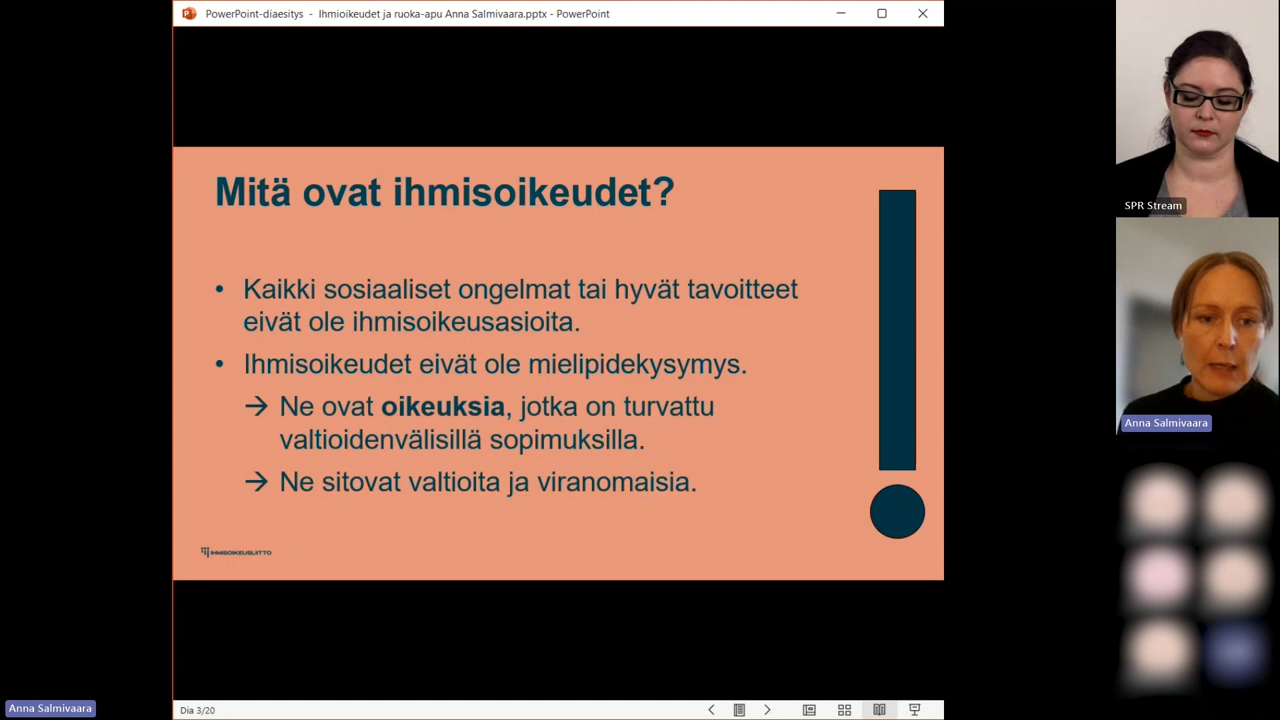 PowerPoint-diaesitys - Ihmioikeudet ja ruoka-apu Anna Salmivaara.pptx - PowerPoint
Mitä ovat ihmisoikeudet?
• Kaikki sosiaaliset ongelmat tai hyvät tavoitteet
eivät ole ihmisoikeusasioita.
• Ihmisoikeudet eivät ole mielipidekysymys.
→ Ne ovat oikeuksia, jotka on turvattu
valtioidenvälisillä sopimuksilla.
→ Ne sitovat valtioita ja viranomaisia.
IHMISOIKEUSLIITTO
SPR Stream
Anna Salmivaara
Anna Salmivaara
Dia 3/20